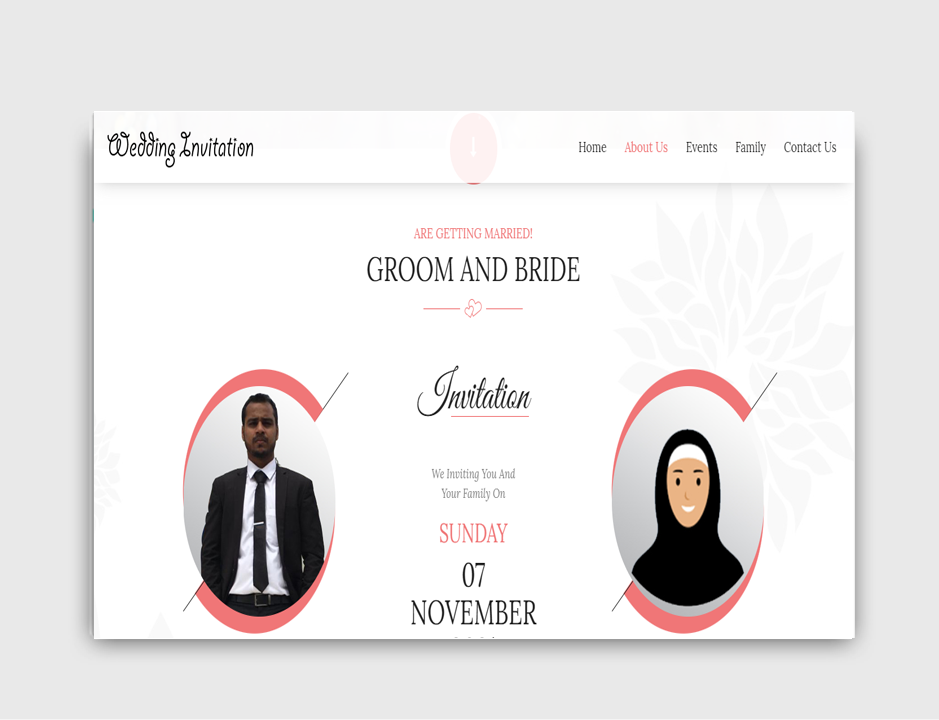 Wedding Invitation
Home About Us Events Family Contact Us
ARE GETTING MARRIED!
GROOM AND BRIDE
Invitation
We Inviting You And
Your Family On
SUNDAY
07
NOVEMBER